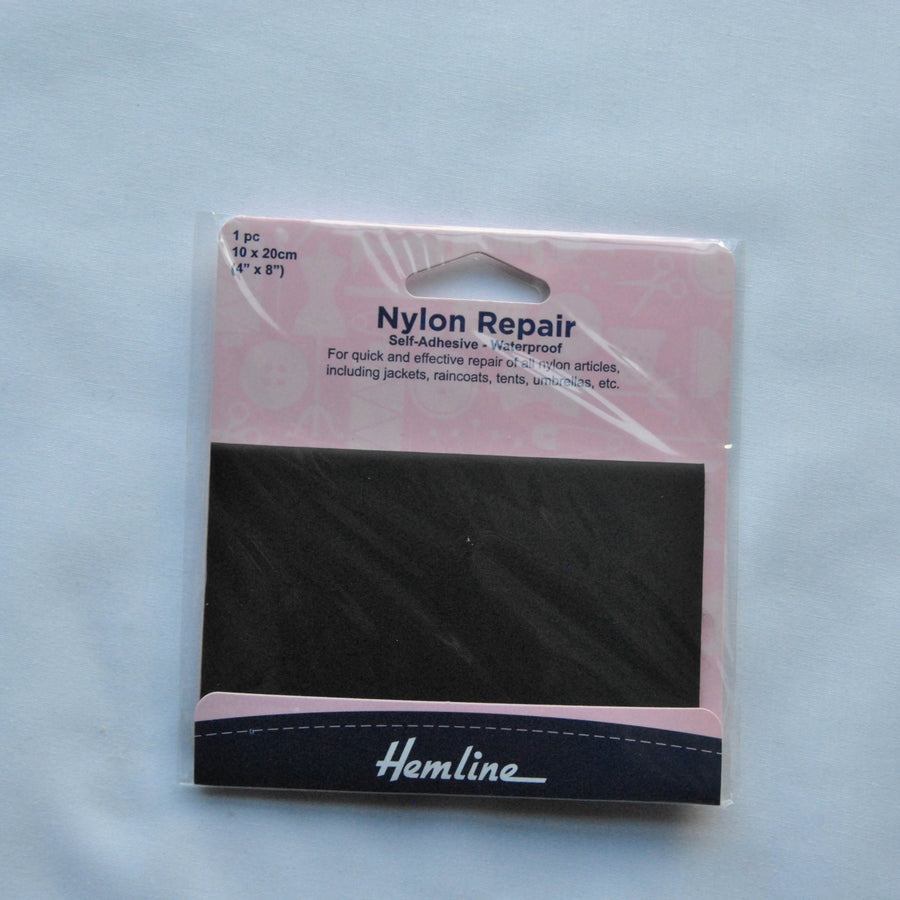 1 pc
10 x 20cm
(4" x 8")
Nylon Repair
Self-Adhesive - Waterproof
For quick and effective repair of all nylon articles,
including jackets, raincoats, tents, umbrellas, etc.
Hemline